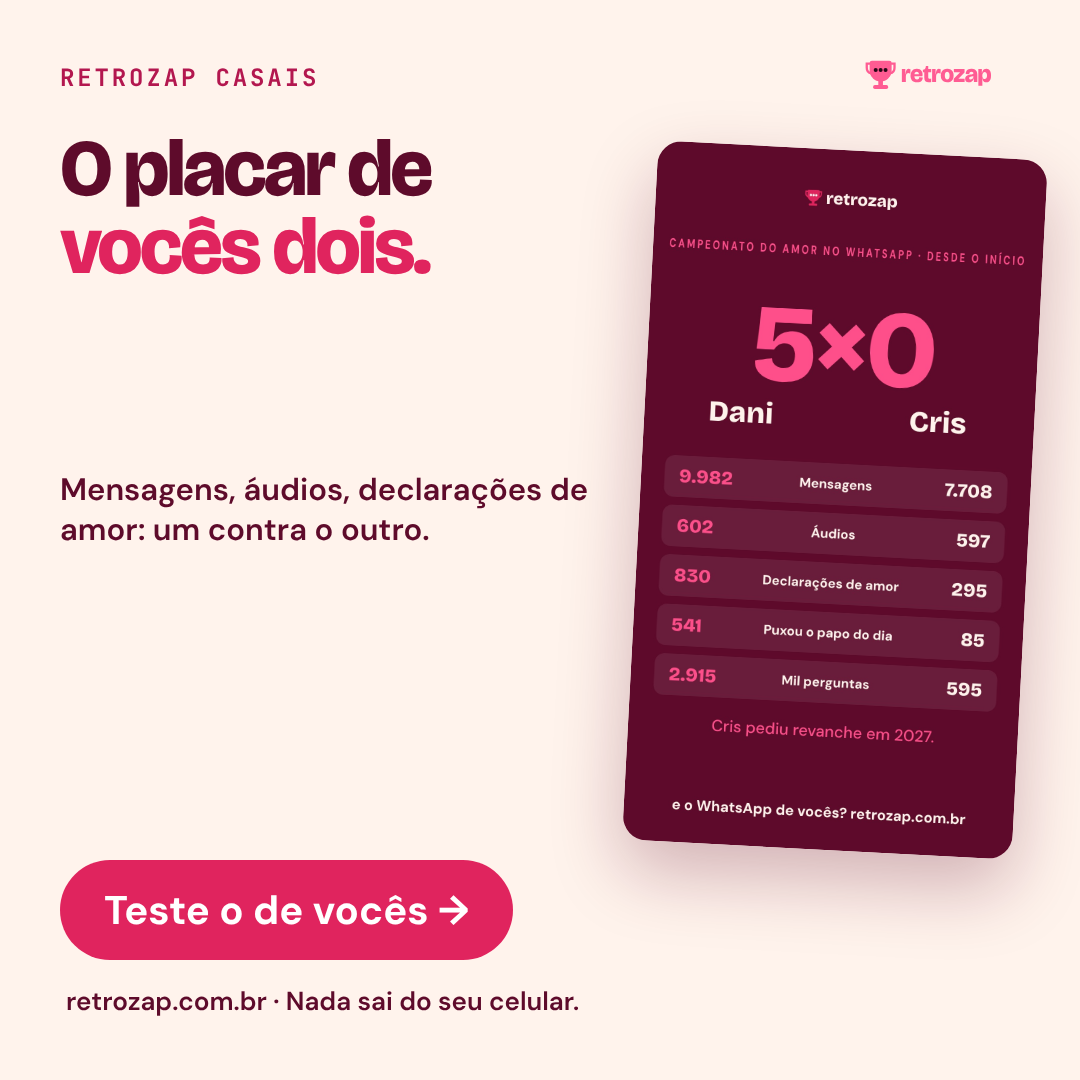 RETROZAP CASAIS
retrozap
O placar de
vocês dois.
Mensagens, áudios, declarações de
amor: um contra o outro.
retrozap
CAMPEONATO DO AMOR NO WHATSAPP · DESDE O INÍCIO
5×0
Dani Cris
9.982 Mensagens 7.708
602 Áudios 597
830 Declarações de amor 295
541 Puxou o papo do dia 85
2.915 Mil perguntas 595
Cris pediu revanche em 2027.
e o WhatsApp de vocês? retrozap.com.br
Teste o de vocês →
retrozap.com.br · Nada sai do seu celular.